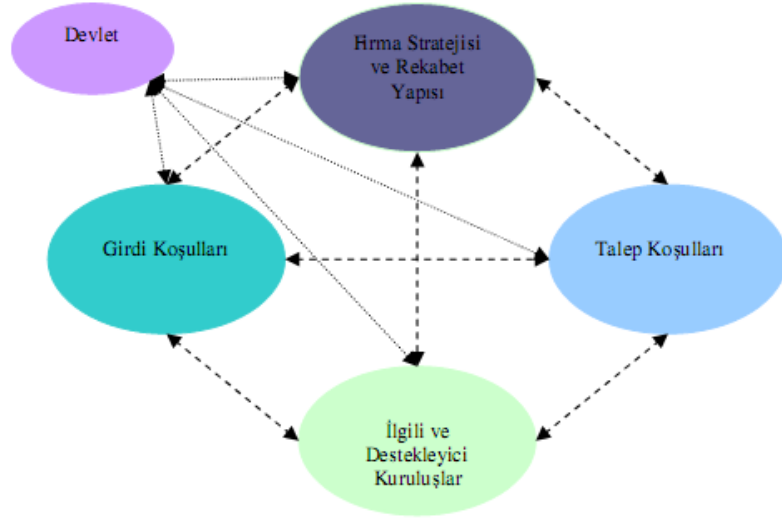 Devlet
Firma Stratejisi
ve Rekabet
Yapısı
Girdi Koşulları
Talep Koşulları
İlgili ve
Destekleyici
Kuruluşlar